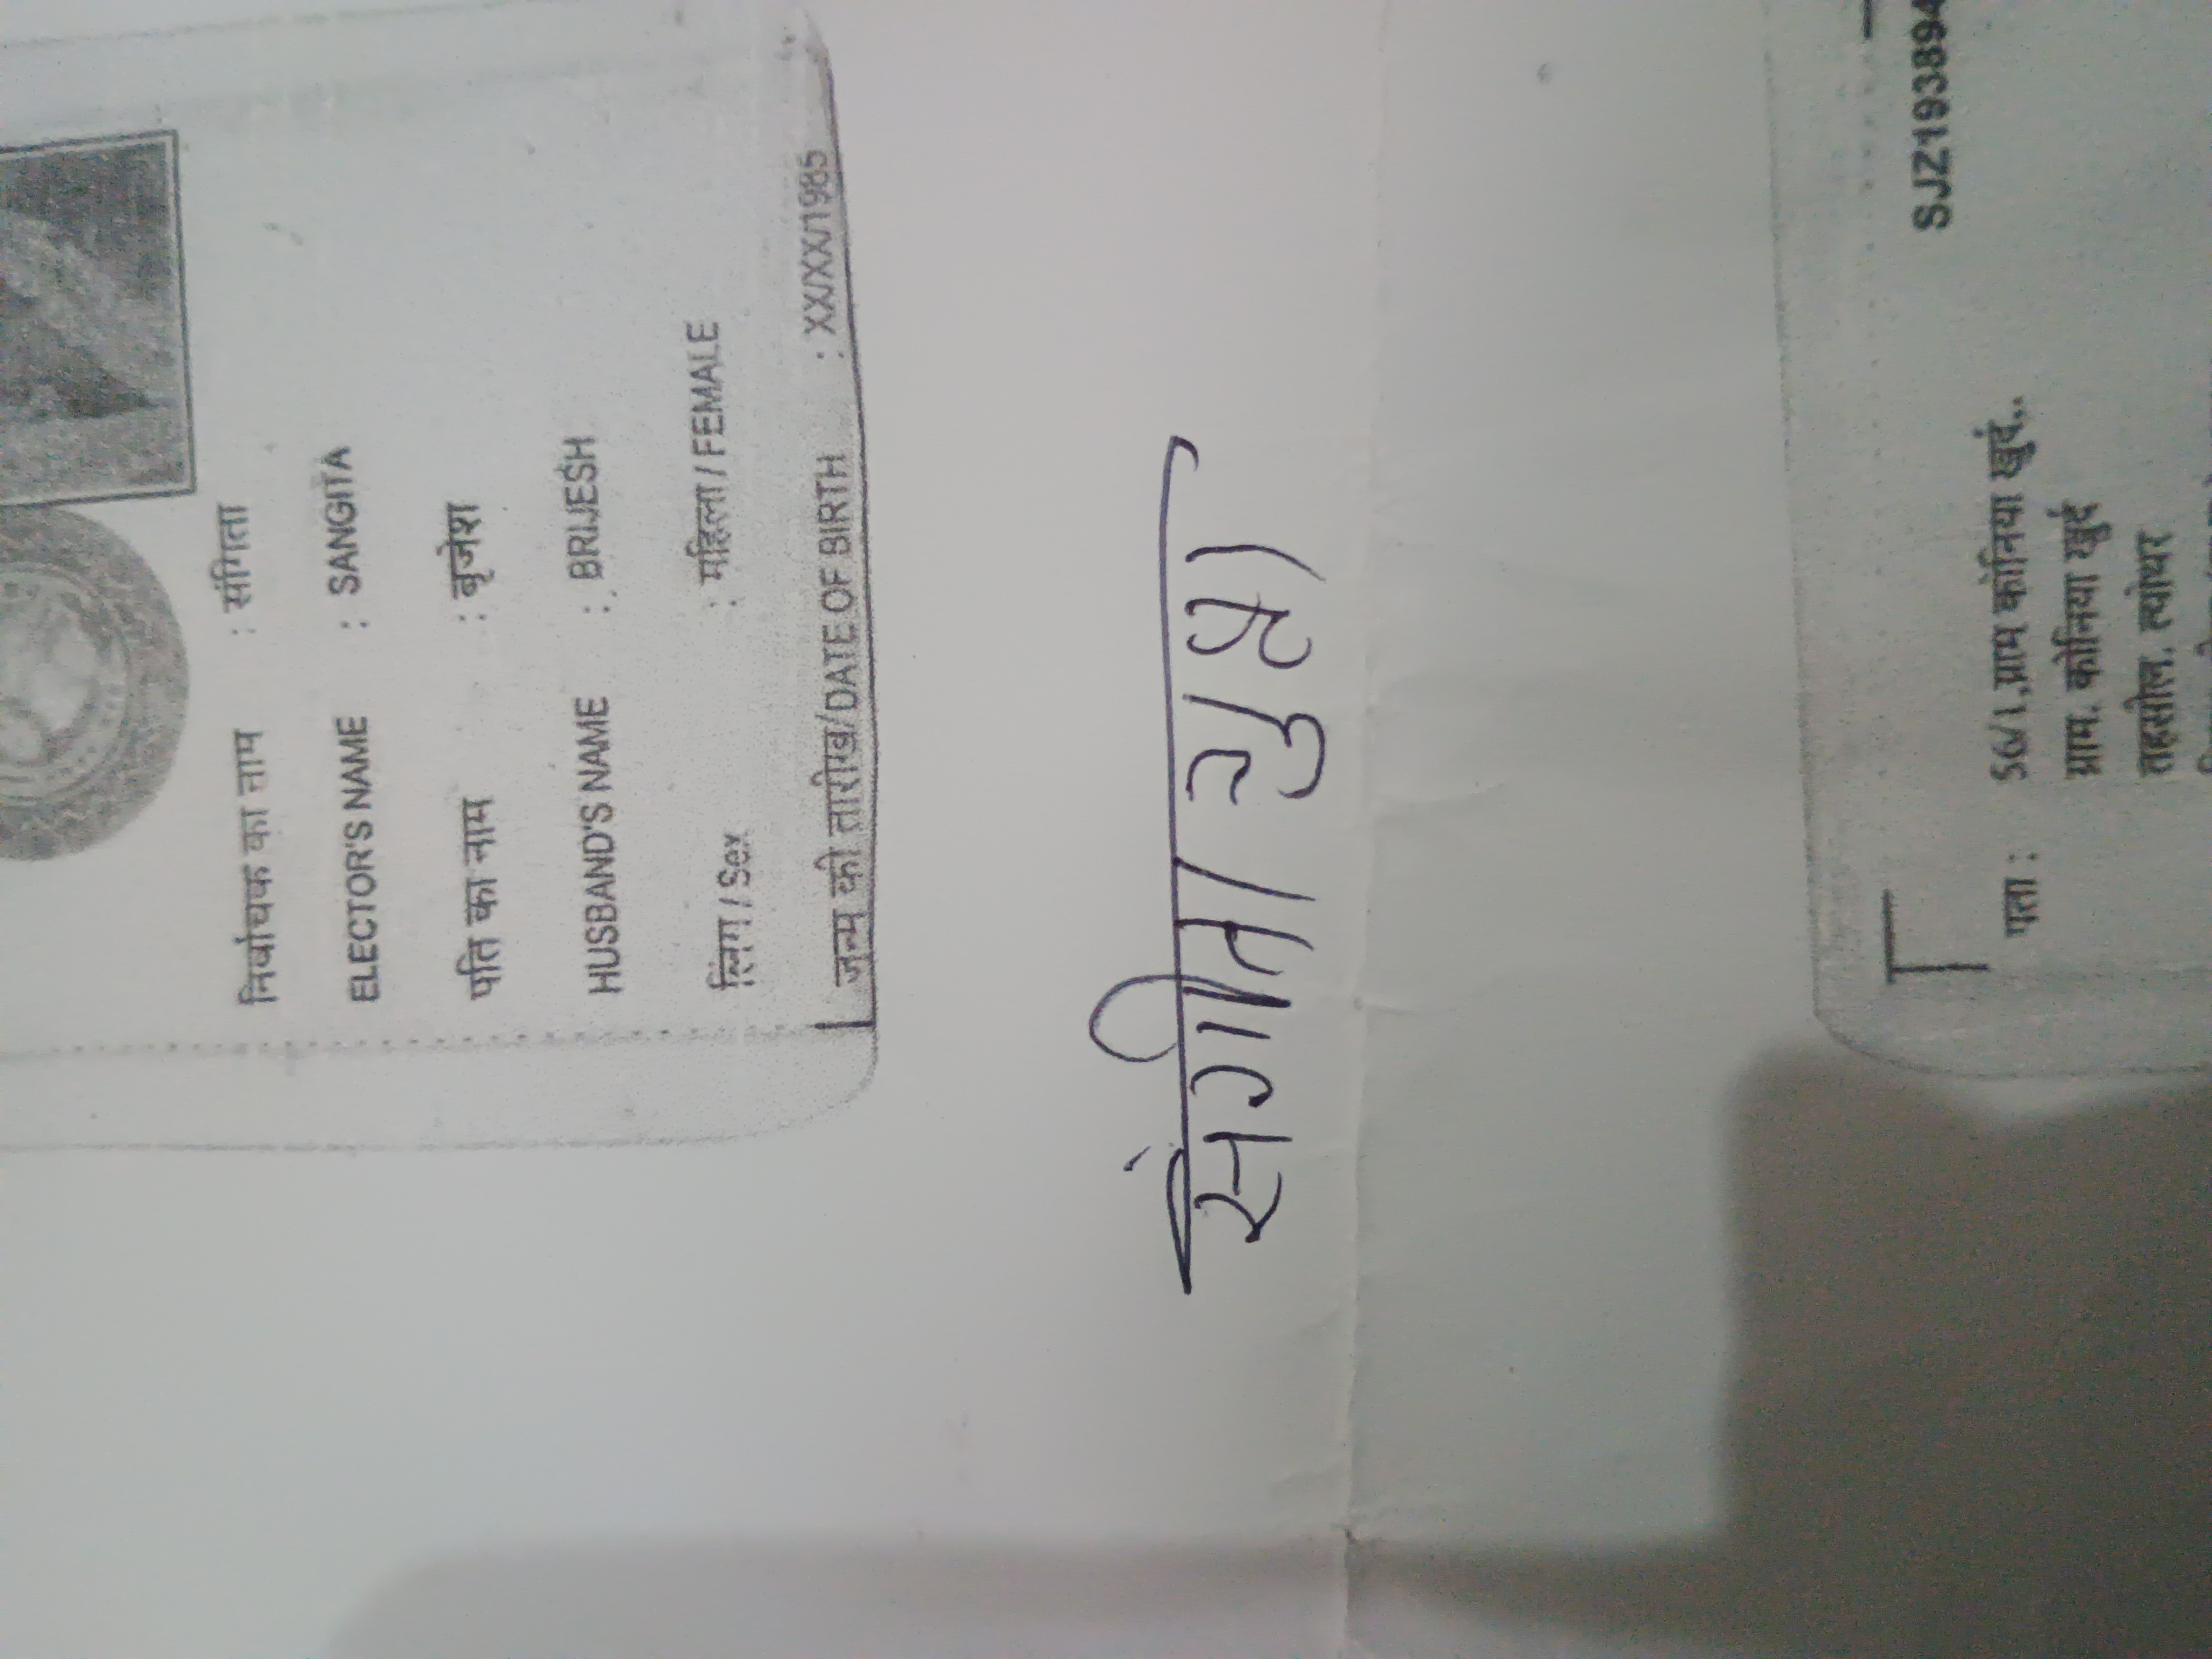 निर्वाचक का नाम : संगिता
ELECTOR'S NAME : SANGITA
पति का नाम : बृजेश
HUSBAND'S NAME : BRIJESH
लिंग / Sex : महिला / FEMALE
जन्म की तारीख/DATE OF BIRTH : XX/XX/1985
संगीता
SJZ193894
पता : 56/1,ग्राम कोनिया खुर्द..
ग्राम. कोनिया खुर्द
तहसील. त्योंथर